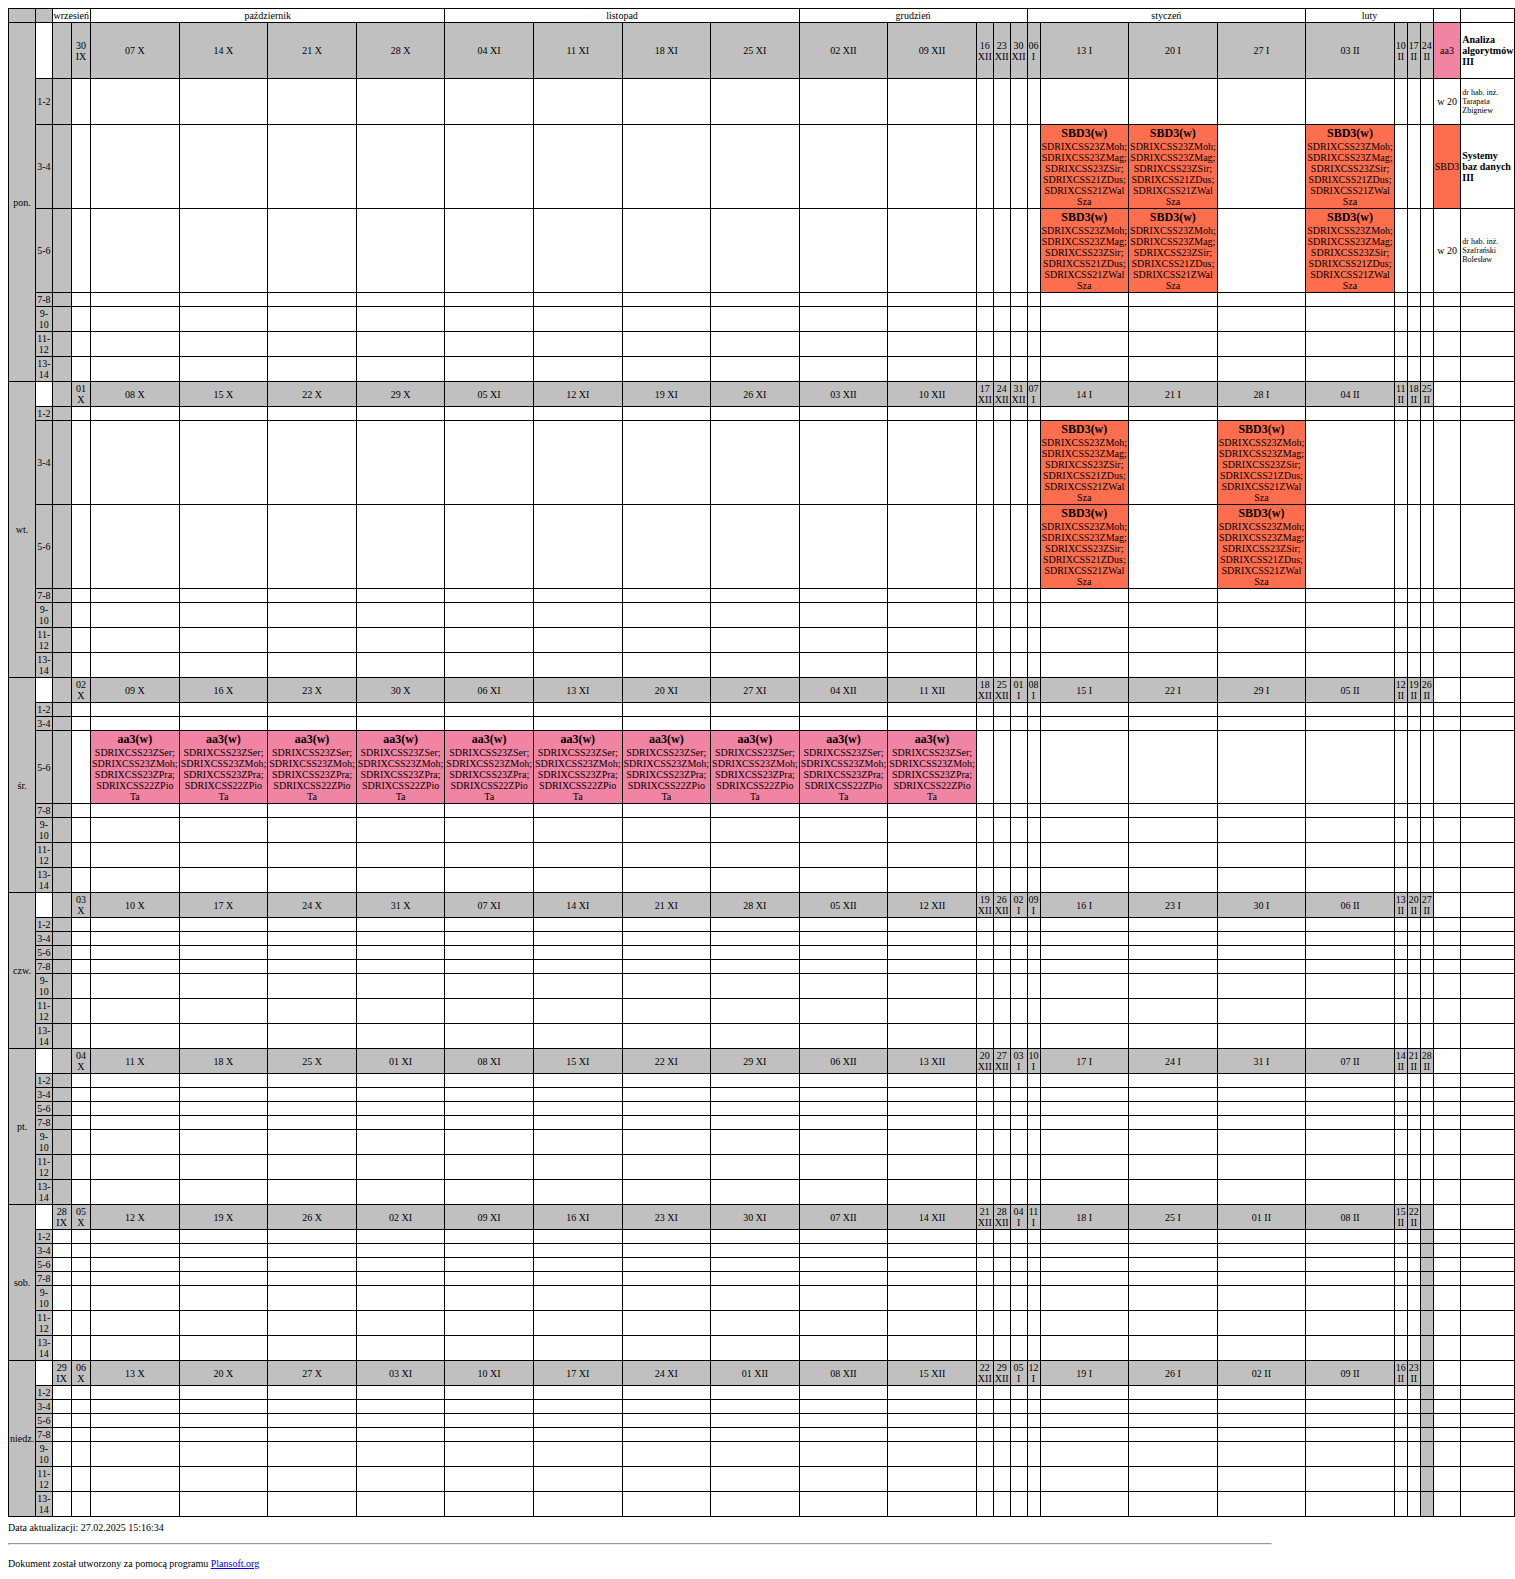 wrzesień październik listopad grudzień styczeń luty
pon. 30 IX 07 X 14 X 21 X 28 X 04 XI 11 XI 18 XI 25 XI 02 XII 09 XII 16 XII 23 XII 30 XII 06 I 13 I 20 I 27 I 03 II 10 II 17 II 24 II aa3 Analiza algorytmów III
1-2 w 20 dr hab. inż. Tarapata Zbigniew
3-4 SBD3(w) SBD3(w) SBD3(w) SBD3 Systemy baz danych III
SDRIXCSS23ZMoh; SDRIXCSS23ZMoh; SDRIXCSS23ZMoh;
SDRIXCSS23ZMag; SDRIXCSS23ZMag; SDRIXCSS23ZMag;
SDRIXCSS23ZSir; SDRIXCSS23ZSir; SDRIXCSS23ZSir;
SDRIXCSS21ZDus; SDRIXCSS21ZDus; SDRIXCSS21ZDus;
SDRIXCSS21ZWal SDRIXCSS21ZWal SDRIXCSS21ZWal
Sza Sza Sza
5-6 SBD3(w) SBD3(w) SBD3(w) w 20 dr hab. inż. Szafrański Bolesław
SDRIXCSS23ZMoh; SDRIXCSS23ZMoh; SDRIXCSS23ZMoh;
SDRIXCSS23ZMag; SDRIXCSS23ZMag; SDRIXCSS23ZMag;
SDRIXCSS23ZSir; SDRIXCSS23ZSir; SDRIXCSS23ZSir;
SDRIXCSS21ZDus; SDRIXCSS21ZDus; SDRIXCSS21ZDus;
SDRIXCSS21ZWal SDRIXCSS21ZWal SDRIXCSS21ZWal
Sza Sza Sza
7-8
9-10
11-12
13-14
wt. 01 X 08 X 15 X 22 X 29 X 05 XI 12 XI 19 XI 26 XI 03 XII 10 XII 17 XII 24 XII 31 XII 07 I 14 I 21 I 28 I 04 II 11 II 18 II 25 II
1-2
3-4 SBD3(w) SBD3(w)
SDRIXCSS23ZMoh; SDRIXCSS23ZMoh;
SDRIXCSS23ZMag; SDRIXCSS23ZMag;
SDRIXCSS23ZSir; SDRIXCSS23ZSir;
SDRIXCSS21ZDus; SDRIXCSS21ZDus;
SDRIXCSS21ZWal SDRIXCSS21ZWal
Sza Sza
5-6 SBD3(w) SBD3(w)
SDRIXCSS23ZMoh; SDRIXCSS23ZMoh;
SDRIXCSS23ZMag; SDRIXCSS23ZMag;
SDRIXCSS23ZSir; SDRIXCSS23ZSir;
SDRIXCSS21ZDus; SDRIXCSS21ZDus;
SDRIXCSS21ZWal SDRIXCSS21ZWal
Sza Sza
7-8
9-10
11-12
13-14
śr. 02 X 09 X 16 X 23 X 30 X 06 XI 13 XI 20 XI 27 XI 04 XII 11 XII 18 XII 25 XII 01 I 08 I 15 I 22 I 29 I 05 II 12 II 19 II 26 II
1-2
3-4
5-6 aa3(w) aa3(w) aa3(w) aa3(w) aa3(w) aa3(w) aa3(w) aa3(w) aa3(w) aa3(w)
SDRIXCSS23ZSer; SDRIXCSS23ZSer; SDRIXCSS23ZSer; SDRIXCSS23ZSer; SDRIXCSS23ZSer; SDRIXCSS23ZSer; SDRIXCSS23ZSer; SDRIXCSS23ZSer; SDRIXCSS23ZSer; SDRIXCSS23ZSer;
SDRIXCSS23ZMoh; SDRIXCSS23ZMoh; SDRIXCSS23ZMoh; SDRIXCSS23ZMoh; SDRIXCSS23ZMoh; SDRIXCSS23ZMoh; SDRIXCSS23ZMoh; SDRIXCSS23ZMoh; SDRIXCSS23ZMoh; SDRIXCSS23ZMoh;
SDRIXCSS23ZPra; SDRIXCSS23ZPra; SDRIXCSS23ZPra; SDRIXCSS23ZPra; SDRIXCSS23ZPra; SDRIXCSS23ZPra; SDRIXCSS23ZPra; SDRIXCSS23ZPra; SDRIXCSS23ZPra; SDRIXCSS23ZPra;
SDRIXCSS22ZPio SDRIXCSS22ZPio SDRIXCSS22ZPio SDRIXCSS22ZPio SDRIXCSS22ZPio SDRIXCSS22ZPio SDRIXCSS22ZPio SDRIXCSS22ZPio SDRIXCSS22ZPio SDRIXCSS22ZPio
Ta Ta Ta Ta Ta Ta Ta Ta Ta Ta
7-8
9-10
11-12
13-14
czw. 03 X 10 X 17 X 24 X 31 X 07 XI 14 XI 21 XI 28 XI 05 XII 12 XII 19 XII 26 XII 02 I 09 I 16 I 23 I 30 I 06 II 13 II 20 II 27 II
1-2
3-4
5-6
7-8
9-10
11-12
13-14
pt. 04 X 11 X 18 X 25 X 01 XI 08 XI 15 XI 22 XI 29 XI 06 XII 13 XII 20 XII 27 XII 03 I 10 I 17 I 24 I 31 I 07 II 14 II 21 II 28 II
1-2
3-4
5-6
7-8
9-10
11-12
13-14
sob. 28 IX 05 X 12 X 19 X 26 X 02 XI 09 XI 16 XI 23 XI 30 XI 07 XII 14 XII 21 XII 28 XII 04 I 11 I 18 I 25 I 01 II 08 II 15 II 22 II
1-2
3-4
5-6
7-8
9-10
11-12
13-14
niedz 29 IX 06 X 13 X 20 X 27 X 03 XI 10 XI 17 XI 24 XI 01 XII 08 XII 15 XII 22 XII 29 XII 05 I 12 I 19 I 26 I 02 II 09 II 16 II 23 II
1-2
3-4
5-6
7-8
9-10
11-12
13-14
Data aktualizacji: 27.02.2025 15:16:34
Dokument został utworzony za pomocą programu Plansoft.org